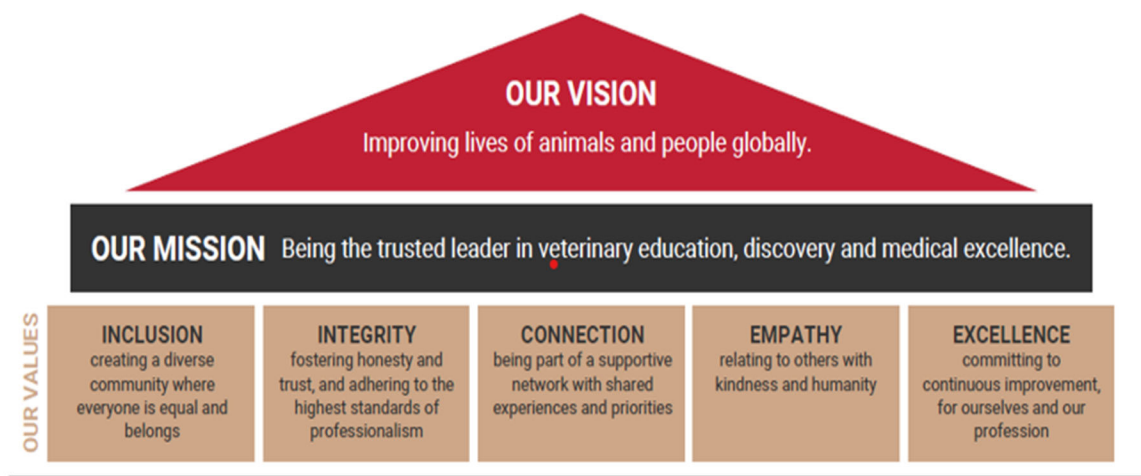 OUR VISION
Improving lives of animals and people globally.
OUR MISSION Being the trusted leader in veterinary education, discovery and medical excellence.
OUR VALUES
INCLUSION
creating a diverse
community where
everyone is equal and
belongs
INTEGRITY
fostering honesty and
trust, and adhering to the
highest standards of
professionalism
CONNECTION
being part of a supportive
network with shared
experiences and priorities
EMPATHY
relating to others with
kindness and humanity
EXCELLENCE
committing to
continuous improvement,
for ourselves and our
profession